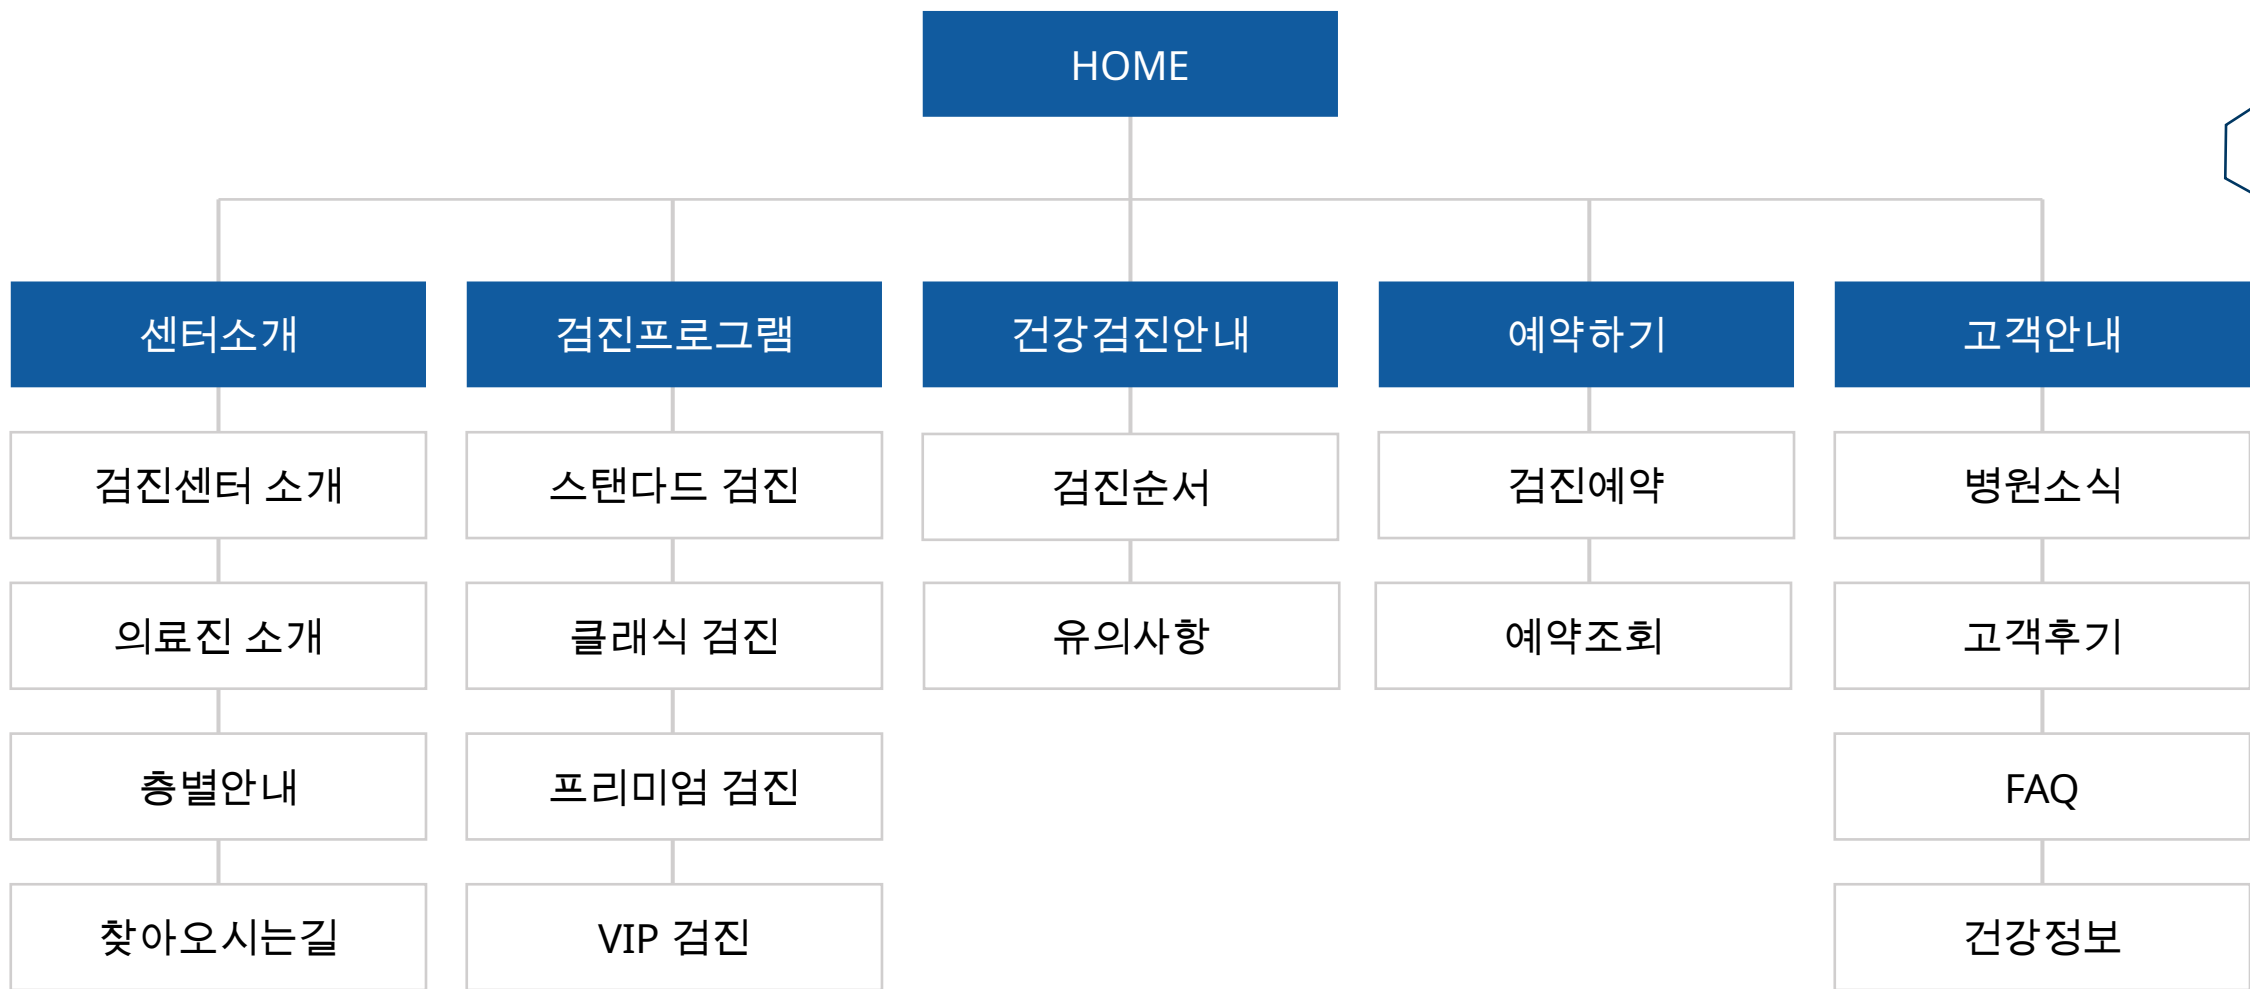 HOME
센터소개
검진프로그램
건강검진안내
예약하기
고객안내
검진센터 소개
스탠다드 검진
검진순서
검진예약
병원소식
의료진 소개
클래식 검진
유의사항
예약조회
고객후기
층별안내
프리미엄 검진
FAQ
찾아오시는길
VIP 검진
건강정보